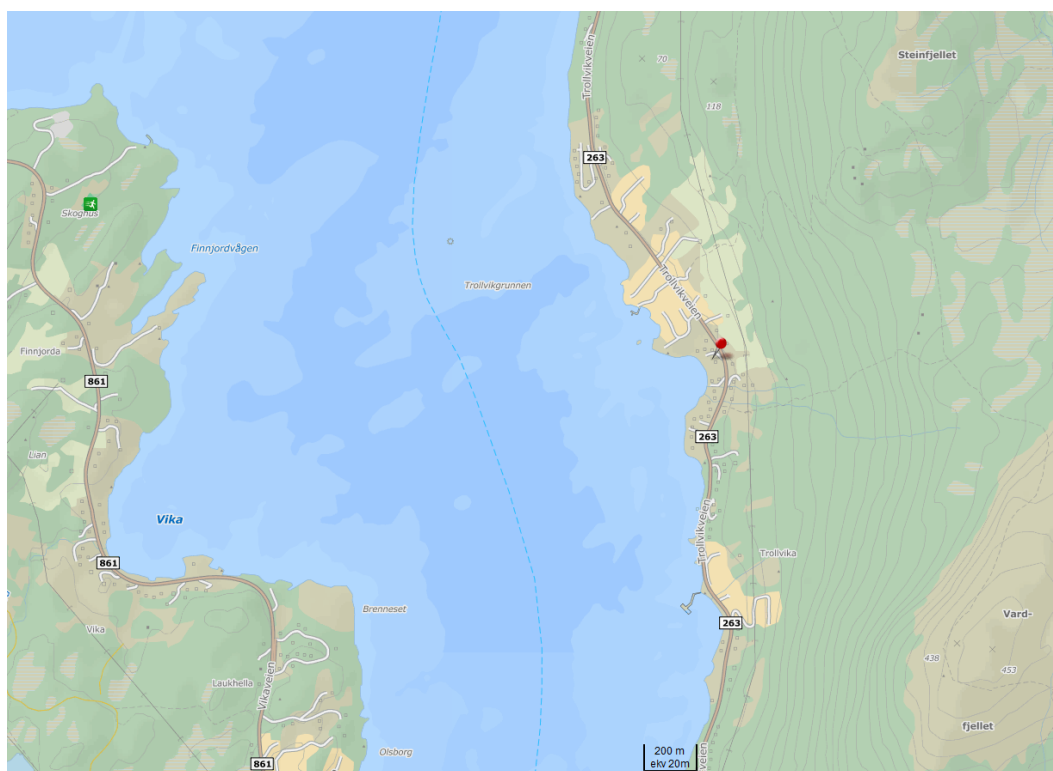 Trollvikveien
Steinfjellet
70
118
263
Skoghus
Finnjordvågen
Trollvikgrunnen
Trollvikveien
Finnjorda
861
263
Lian
Vika
Trollvikveien
Trollvika
861
Brenneset
Vard-
263
Vika
438
453
Laukhella
Vikaveien
fjellet
Olsborg
861
200 m
ekv 20m
veien